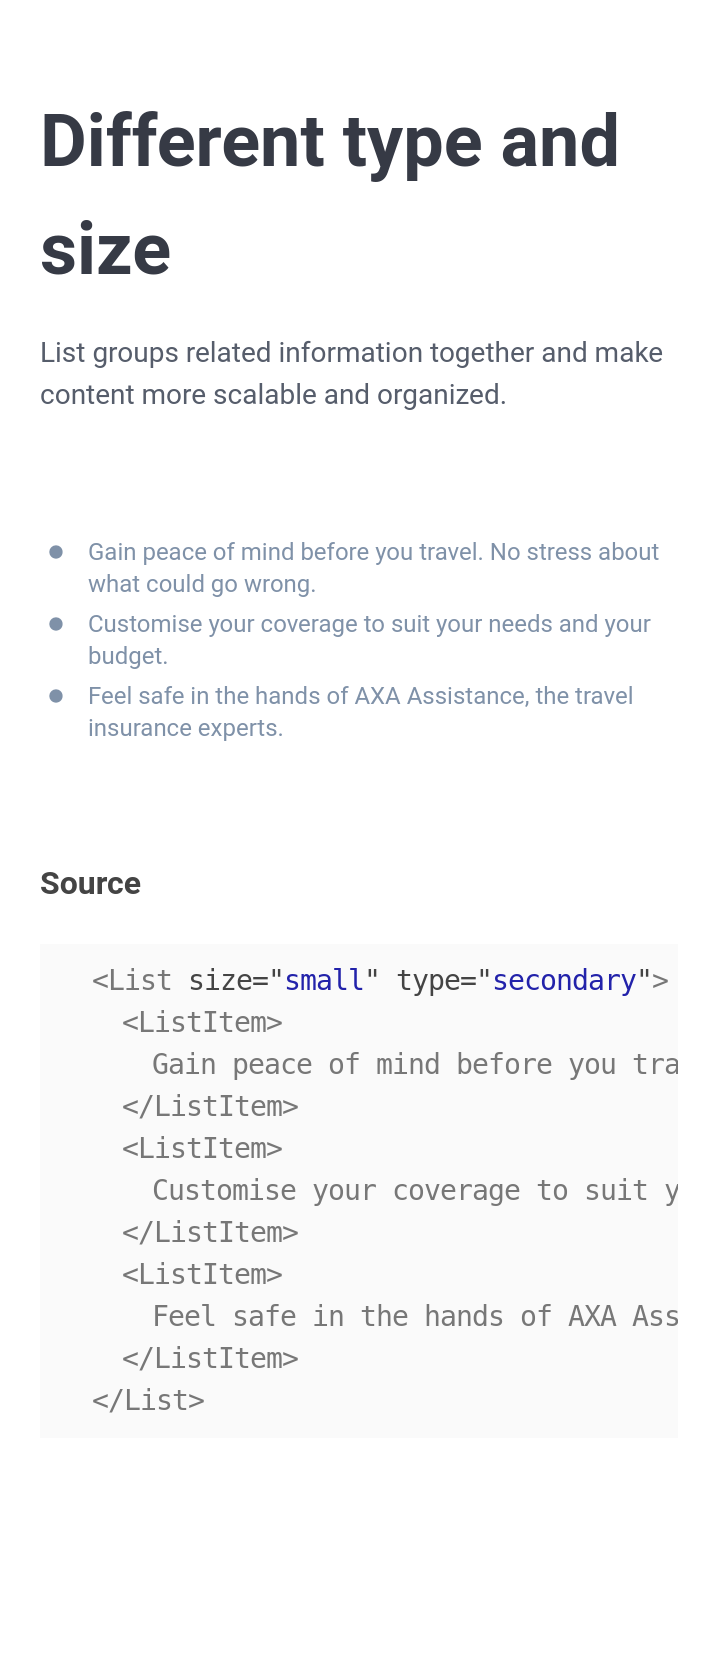 Different type and
size
List groups related information together and make
content more scalable and organized.
● Gain peace of mind before you travel. No stress about
what could go wrong.
● Customise your coverage to suit your needs and your
budget.
● Feel safe in the hands of AXA Assistance, the travel
insurance experts.
Source
<List size="small" type="secondary">
<ListItem>
Gain peace of mind before you tra
</ListItem>
<ListItem>
Customise your coverage to suit y
</ListItem>
<ListItem>
Feel safe in the hands of AXA Ass
</ListItem>
</List>